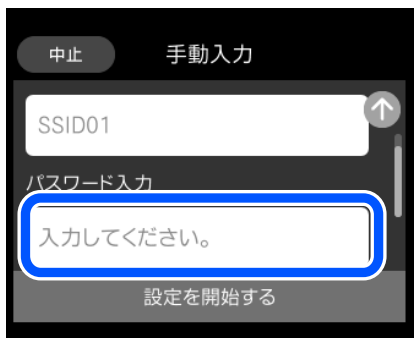 中止
手動入力
SSID01
パスワード入力
入力してください。
設定を開始する